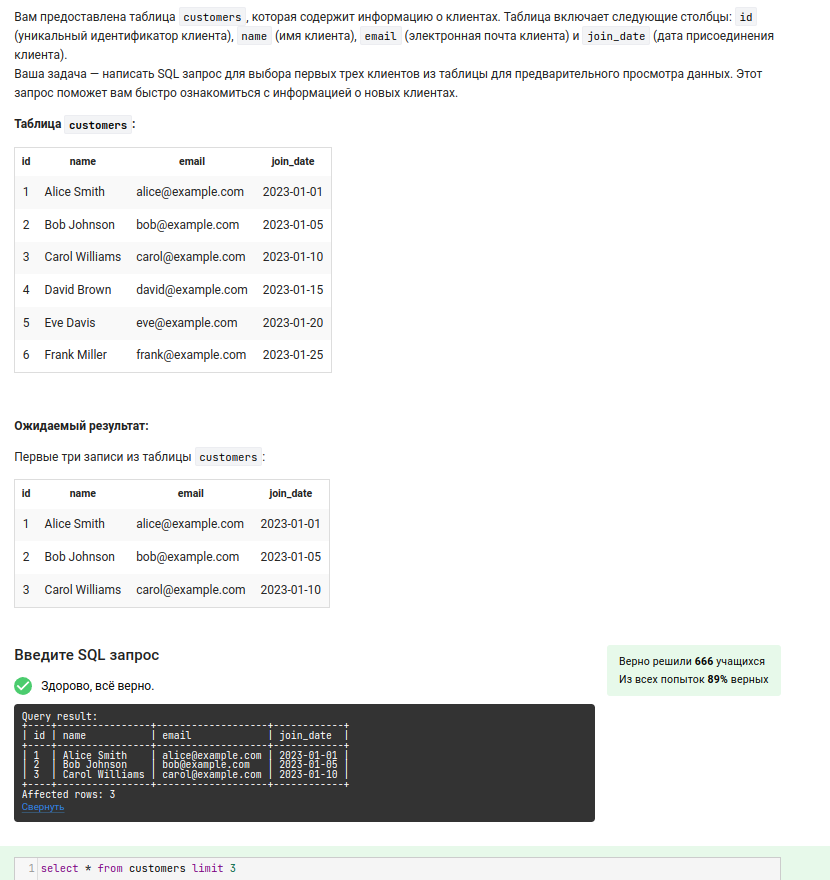 Вам предоставлена таблица customers, которая содержит информацию о клиентах. Таблица включает следующие столбцы: id
(уникальный идентификатор клиента), name (имя клиента), email (электронная почта клиента) и join_date (дата присоединения
клиента).
Ваша задача — написать SQL запрос для выбора первых трех клиентов из таблицы для предварительного просмотра данных. Этот
запрос поможет вам быстро ознакомиться с информацией о новых клиентах.
Таблица customers:
id name email join_date
1 Alice Smith alice@example.com 2023-01-01
2 Bob Johnson bob@example.com 2023-01-05
3 Carol Williams carol@example.com 2023-01-10
4 David Brown david@example.com 2023-01-15
5 Eve Davis eve@example.com 2023-01-20
6 Frank Miller frank@example.com 2023-01-25
Ожидаемый результат:
Первые три записи из таблицы customers:
id name email join_date
1 Alice Smith alice@example.com 2023-01-01
2 Bob Johnson bob@example.com 2023-01-05
3 Carol Williams carol@example.com 2023-01-10
Введите SQL запрос
Верно решили 666 учащихся
Из всех попыток 89% верных
Здорово, всё верно.
Query result:
+----+----------------+-------------------+------------+
| id | name           | email             | join_date  |
+----+----------------+-------------------+------------+
| 1  | Alice Smith    | alice@example.com | 2023-01-01 |
| 2  | Bob Johnson    | bob@example.com   | 2023-01-05 |
| 3  | Carol Williams | carol@example.com | 2023-01-10 |
+----+----------------+-------------------+------------+
Affected rows: 3
Свернуть
1 select * from customers limit 3